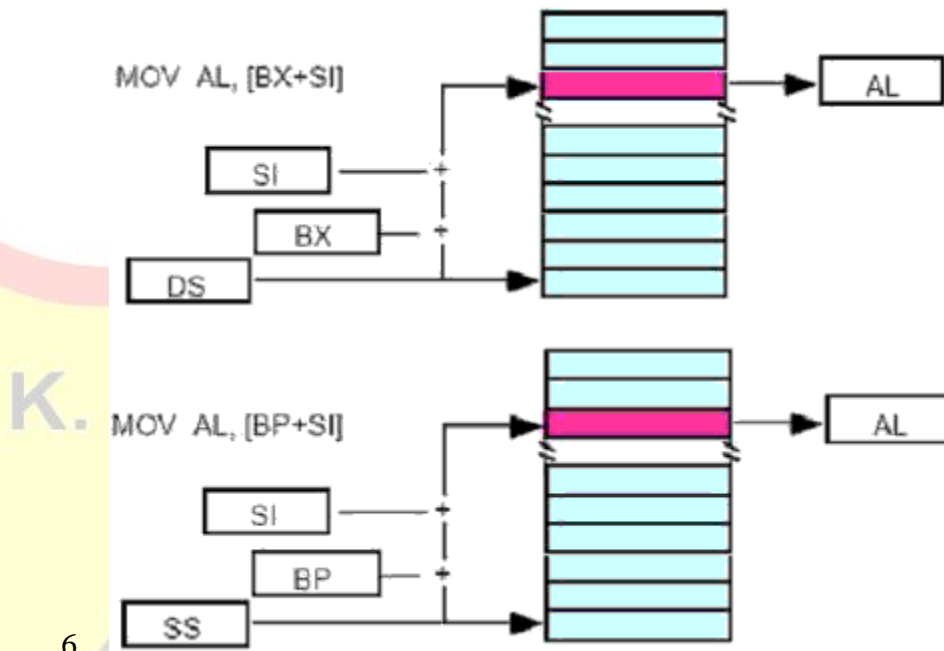 MOV AL, [BX+SI]
AL
SI
+
BX
+
DS
K.
MOV AL, [BP+SI]
AL
SI
+
BP
+
SS
6